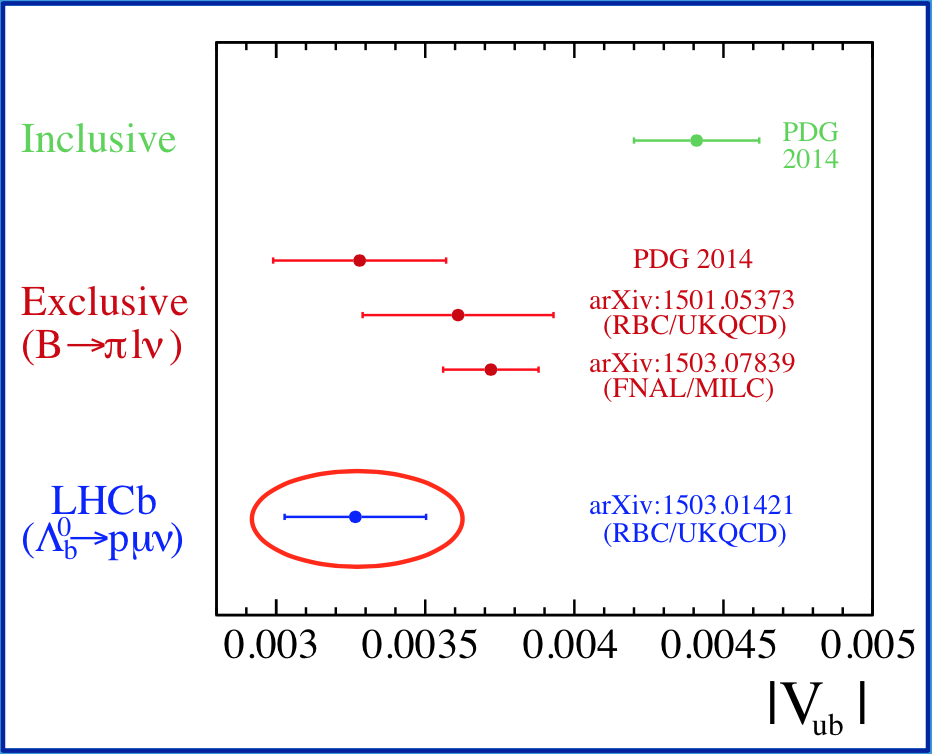 Inclusive
PDG
2014
PDG 2014
Exclusive
(B→πlν)
arXiv:1501.05373
(RBC/UKQCD)
arXiv:1503.07839
(FNAL/MILC)
LHCb
(Λb0→pμν)
arXiv:1503.01421
(RBC/UKQCD)
0.003 0.0035 0.004 0.0045 0.005
|Vub|